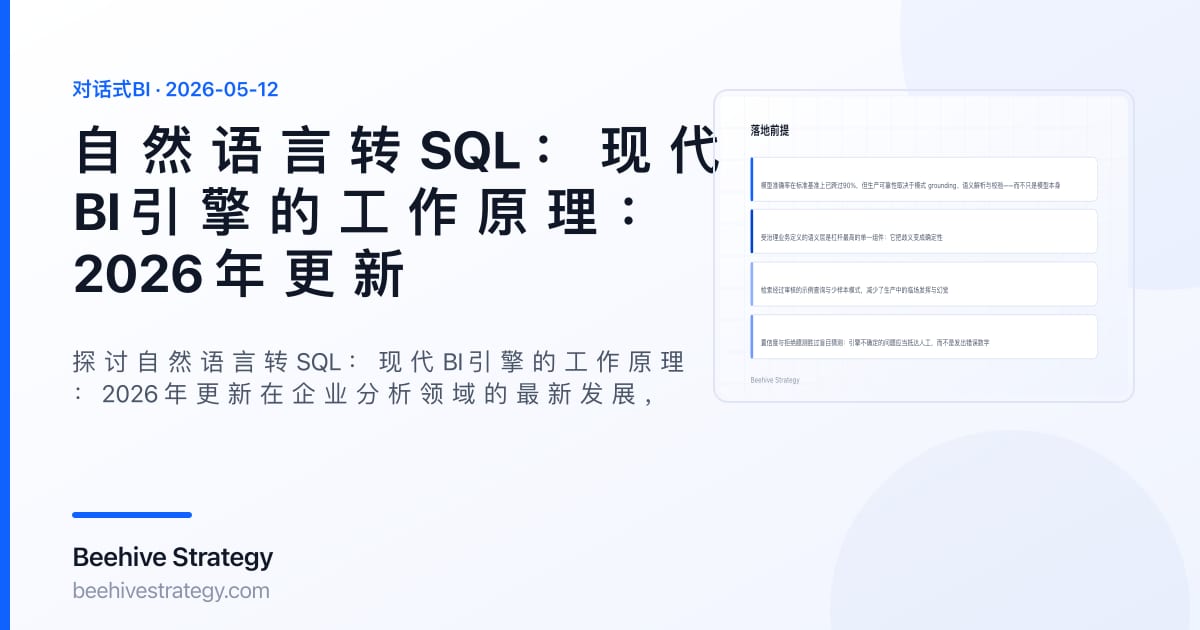 对话式BI · 2026-05-12
自然语言转SQL：现代
BI引擎的工作原理：
2026年更新
探讨自然语言转SQL：现代BI引擎的工作原理
：2026年更新在企业分析领域的最新发展，
Beehive Strategy
beehivestrategy.com
落地前提
模型准确率在标准基准上已跨过90%，但生产可靠性取决于模式 grounding、语义解析与校验——而不只是模型本身
受治理业务定义的语义层是杠杆最高的单一组件：它把歧义变成确定性
检索经过审核的示例查询与少样本模式，减少了生产中的临场发挥与幻觉
置信度与拒绝跟测胜过盲目猜测：引擎不确定的问题应当抵达人工，而不是发出错误数字
Beehive Strategy